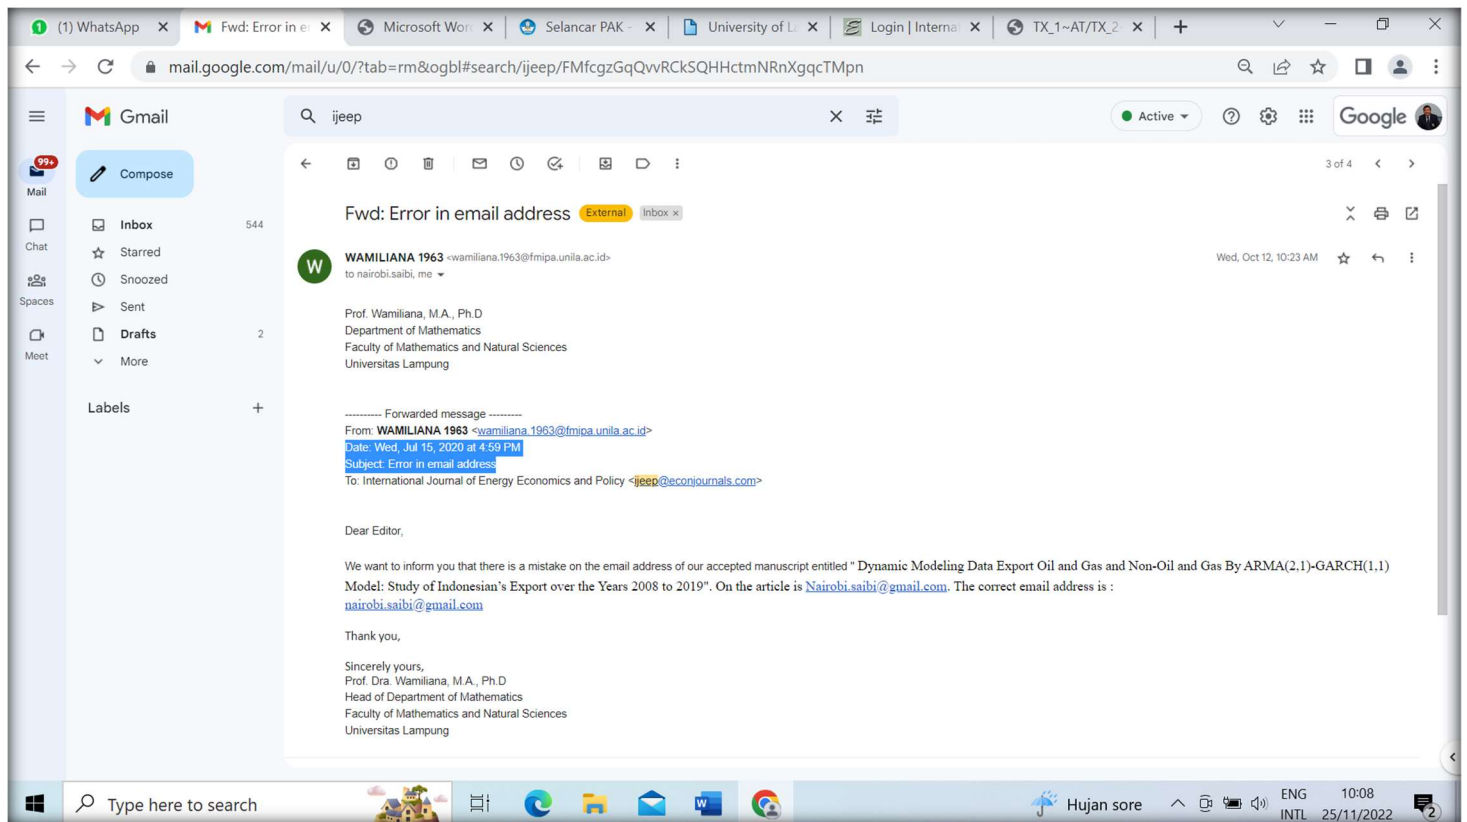 (1) WhatsApp
Fwd: Error in e
Microsoft Wor
Selancar PAK -
University of L
Login | Interna
TX_1~AT/TX_2
mail.google.com/mail/u/0/?tab=rm&ogbl#search/ijeep/FMfcgzGqQvvRCkSQHHctmNRnXgqcTMpn
Gmail
ijeep
Active
Google
99+
Mail
Chat
Spaces
Meet
Compose
Inbox 544
Starred
Snoozed
Sent
Drafts 2
More
Labels
3 of 4
Fwd: Error in email address External Inbox x
W
WAMILIANA 1963 <wamiliana.1963@fmipa.unila.ac.id>
Wed, Oct 12, 10:23 AM
to nairobi.saibi, me
Prof. Wamiliana, M.A., Ph.D
Department of Mathematics
Faculty of Mathematics and Natural Sciences
Universitas Lampung
---------- Forwarded message ---------
From: WAMILIANA 1963 <wamiliana.1963@fmipa.unila.ac.id>
Date: Wed, Jul 15, 2020 at 4:59 PM
Subject: Error in email address
To: International Journal of Energy Economics and Policy <ijeep@econjournals.com>
Dear Editor,
We want to inform you that there is a mistake on the email address of our accepted manuscript entitled " Dynamic Modeling Data Export Oil and Gas and Non-Oil and Gas By ARMA(2,1)-GARCH(1,1)
Model: Study of Indonesian's Export over the Years 2008 to 2019". On the article is Nairobi.saibi@gmail.com. The correct email address is :
nairobi.saibi@gmail.com
Thank you,
Sincerely yours,
Prof. Dra. Wamiliana, M.A., Ph.D
Head of Department of Mathematics
Faculty of Mathematics and Natural Sciences
Universitas Lampung
Type here to search
Hujan sore
ENG
INTL
10:08
25/11/2022
2